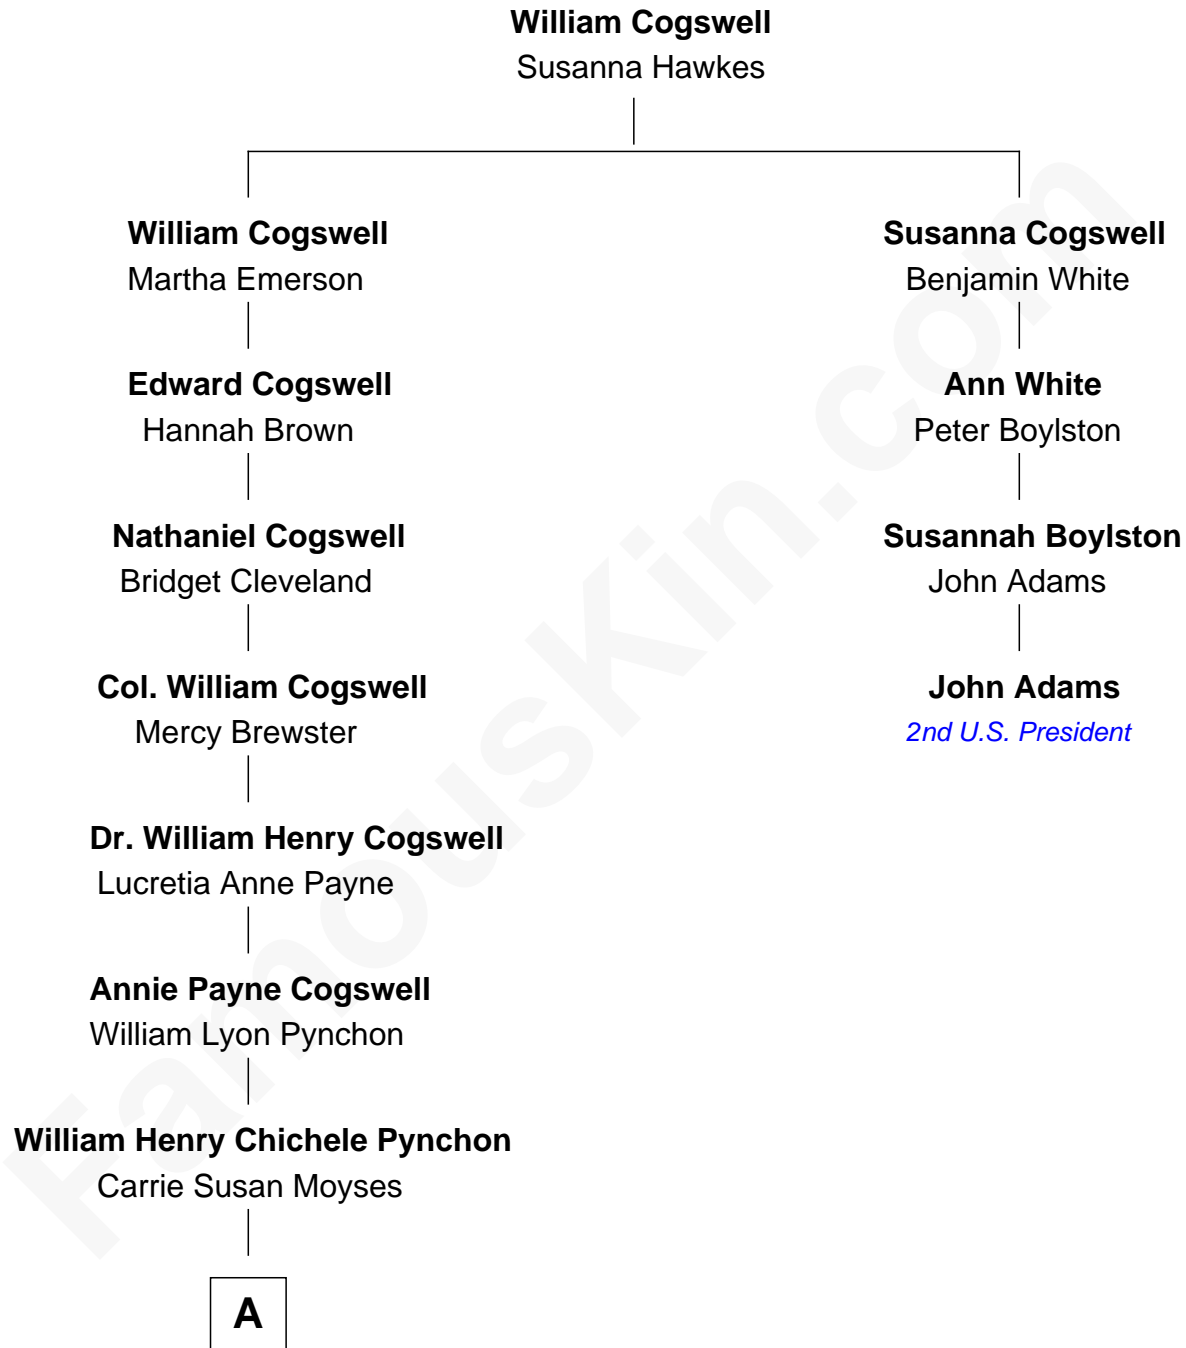 William Cogswell
Susanna Hawkes
William Cogswell
Martha Emerson
Susanna Cogswell
Benjamin White
Edward Cogswell
Hannah Brown
Ann White
Peter Boylston
Nathaniel Cogswell
Bridget Cleveland
Susannah Boylston
John Adams
Col. William Cogswell
Mercy Brewster
John Adams
2nd U.S. President
Dr. William Henry Cogswell
Lucretia Anne Payne
Annie Payne Cogswell
William Lyon Pynchon
William Henry Chichele Pynchon
Carrie Susan Moyses
A
FamousKin.com